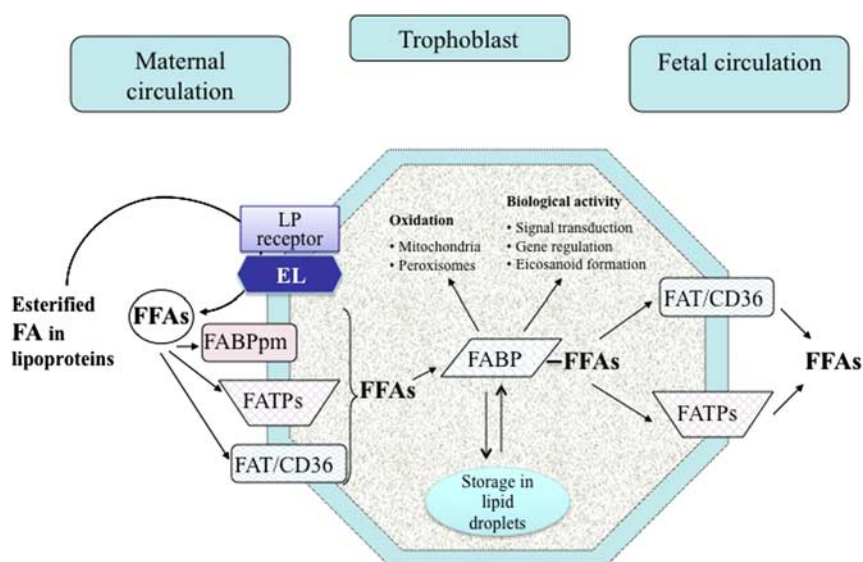 Maternal
circulation
Trophoblast
Fetal circulation
LP
receptor
EL
Esterified
FA in
lipoproteins
FFAs
FABPpm
FATPs
FAT/CD36
FFAs
Oxidation
• Mitochondria
• Peroxisomes
Biological activity
• Signal transduction
• Gene regulation
• Eicosanoid formation
FABP
–FFAs
Storage in
lipid
droplets
FAT/CD36
FATPs
FFAs